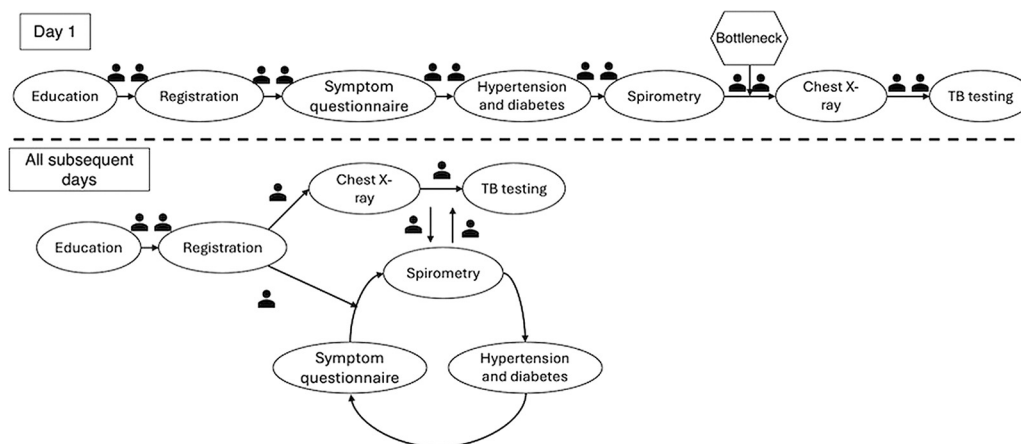 Day 1
Bottleneck
Education
Registration
Symptom
questionnaire
Hypertension
and diabetes
Spirometry
Chest X-
ray
TB testing
All subsequent
days
Chest X-
ray
TB testing
Education
Registration
Spirometry
Symptom
questionnaire
Hypertension
and diabetes